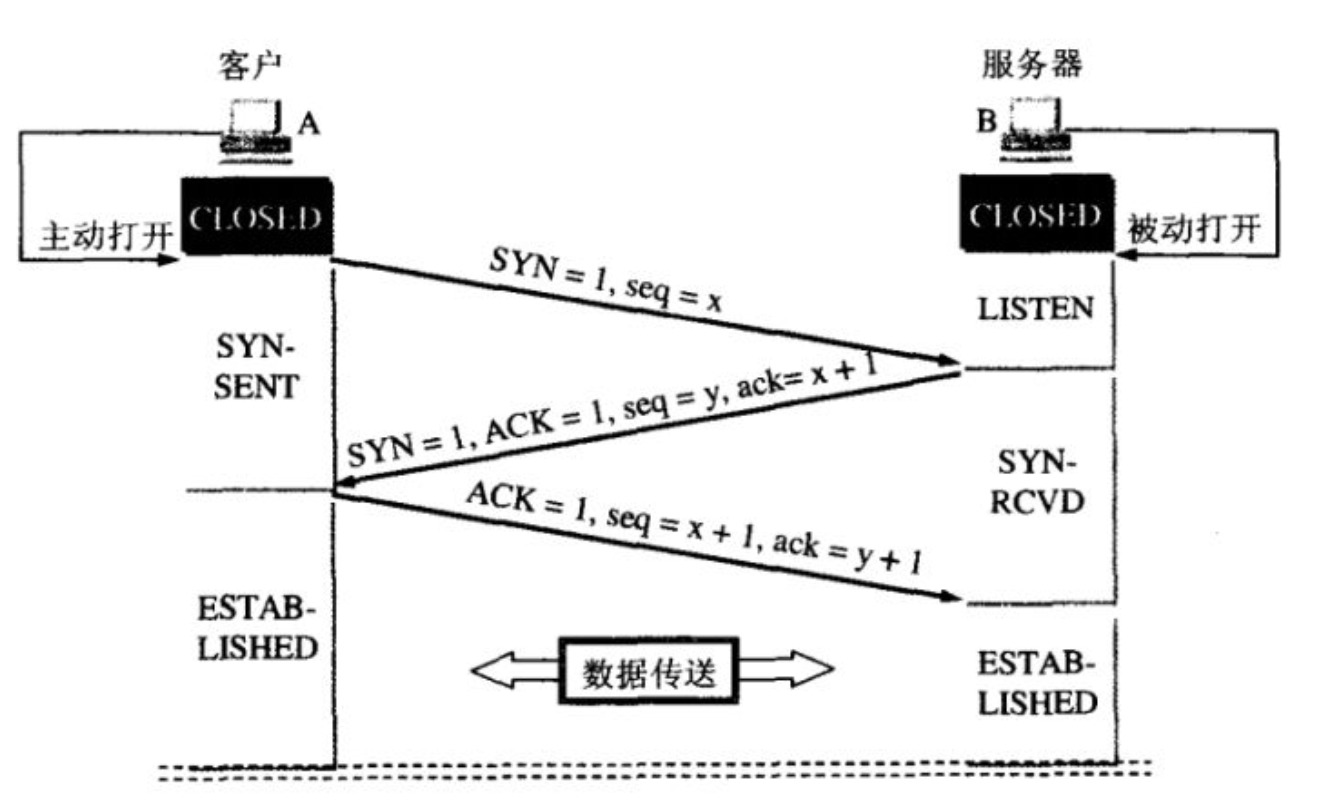 客户
服务器
A
B
CLOSED
CLOSED
主动打开
被动打开
SYN = 1, seq = x
LISTEN
SYN-
SENT
SYN = 1, ACK = 1, seq = y, ack= x + 1
SYN-
RCVD
ACK = 1, seq = x + 1, ack = y + 1
ESTAB-
LISHED
数据传送
ESTAB-
LISHED